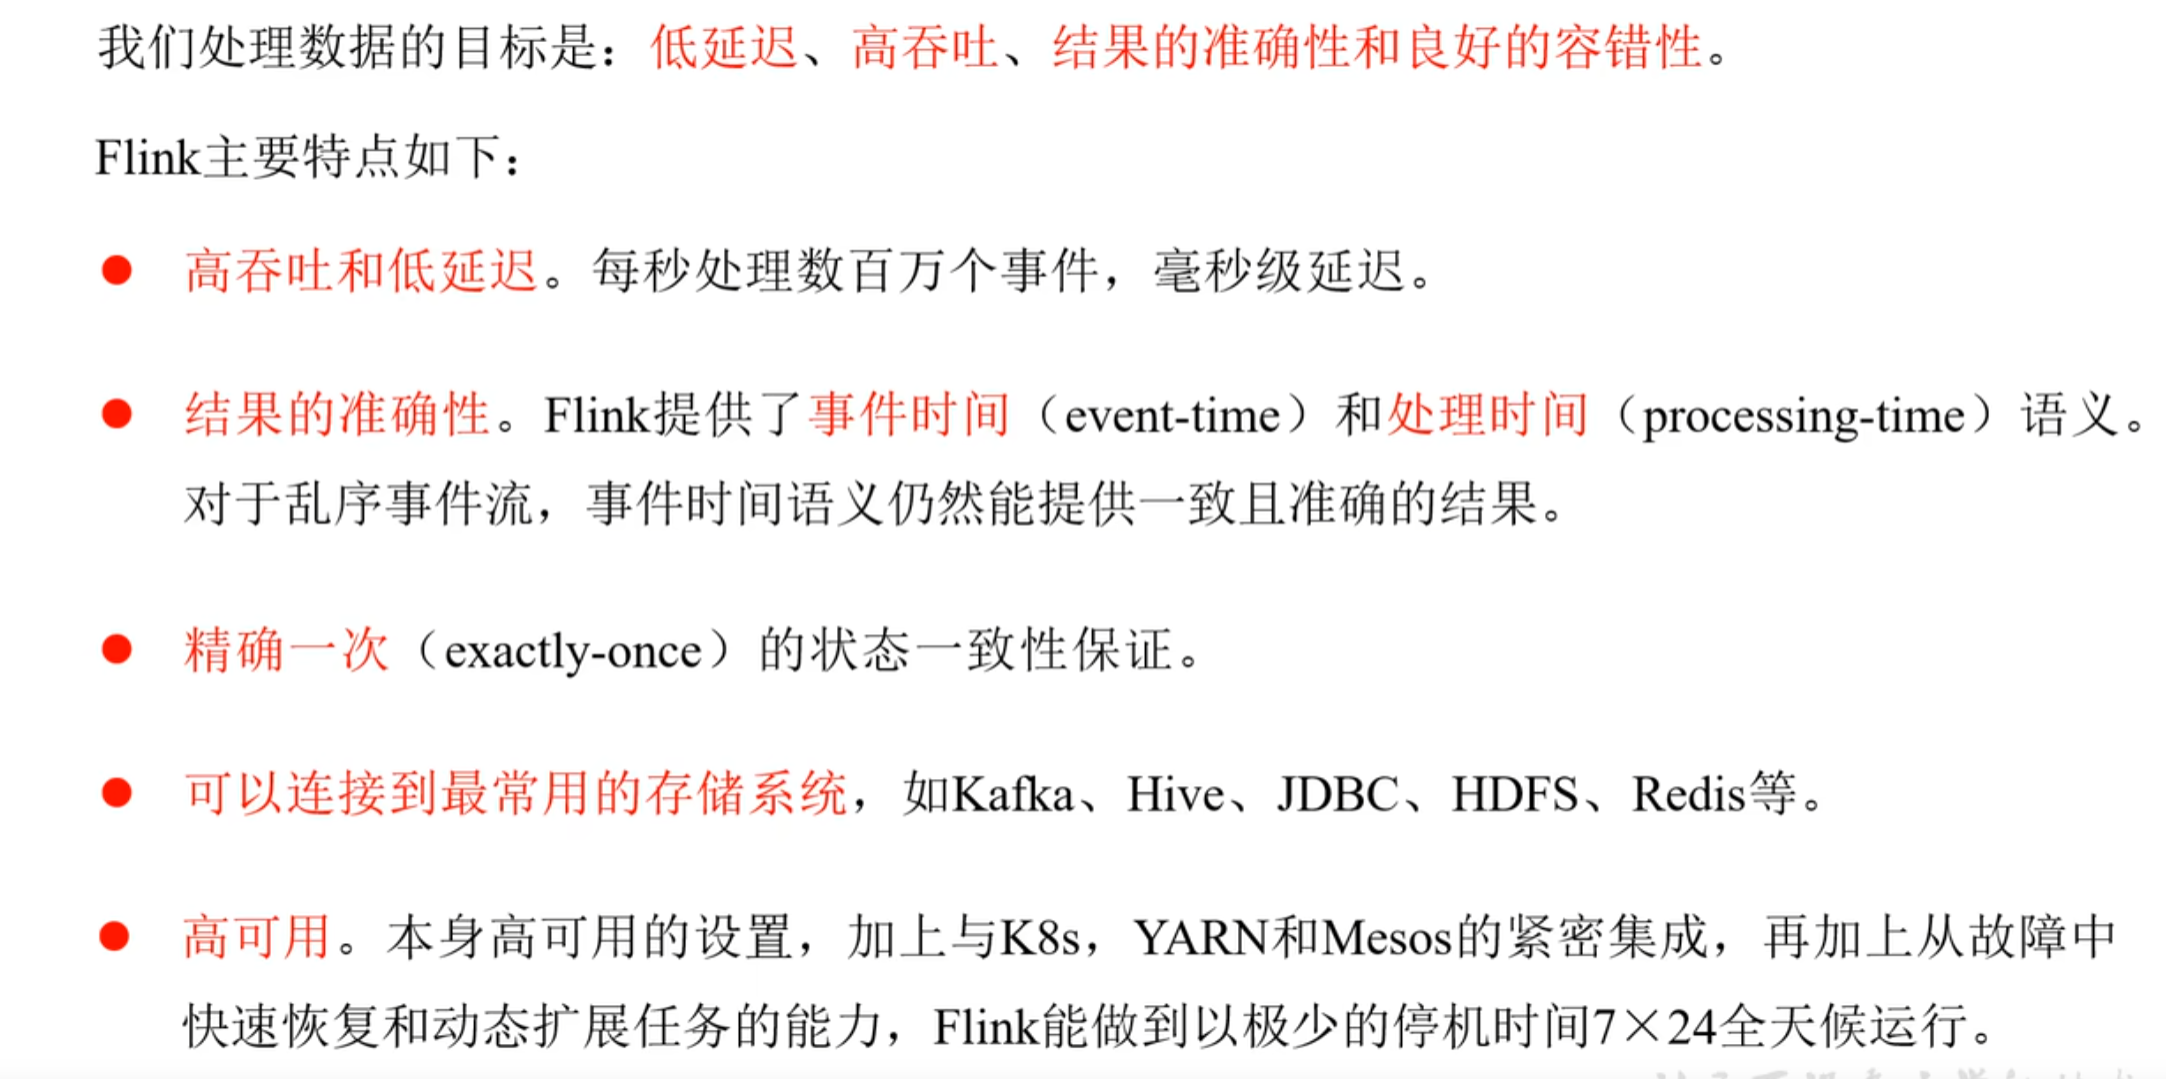 我们处理数据的目标是：低延迟、高吞吐、结果的准确性和良好的容错性。
Flink主要特点如下：
● 高吞吐和低延迟。每秒处理数百万个事件，毫秒级延迟。
● 结果的准确性。Flink提供了事件时间（event-time）和处理时间（processing-time）语义。
对于乱序事件流，事件时间语义仍然能提供一致且准确的结果。
● 精确一次（exactly-once）的状态一致性保证。
● 可以连接到最常用的存储系统，如Kafka、Hive、JDBC、HDFS、Redis等。
● 高可用。本身高可用的设置，加上与K8s，YARN和Mesos的紧密集成，再加上从故障中
快速恢复和动态扩展任务的能力，Flink能做到以极少的停机时间7×24全天候运行。